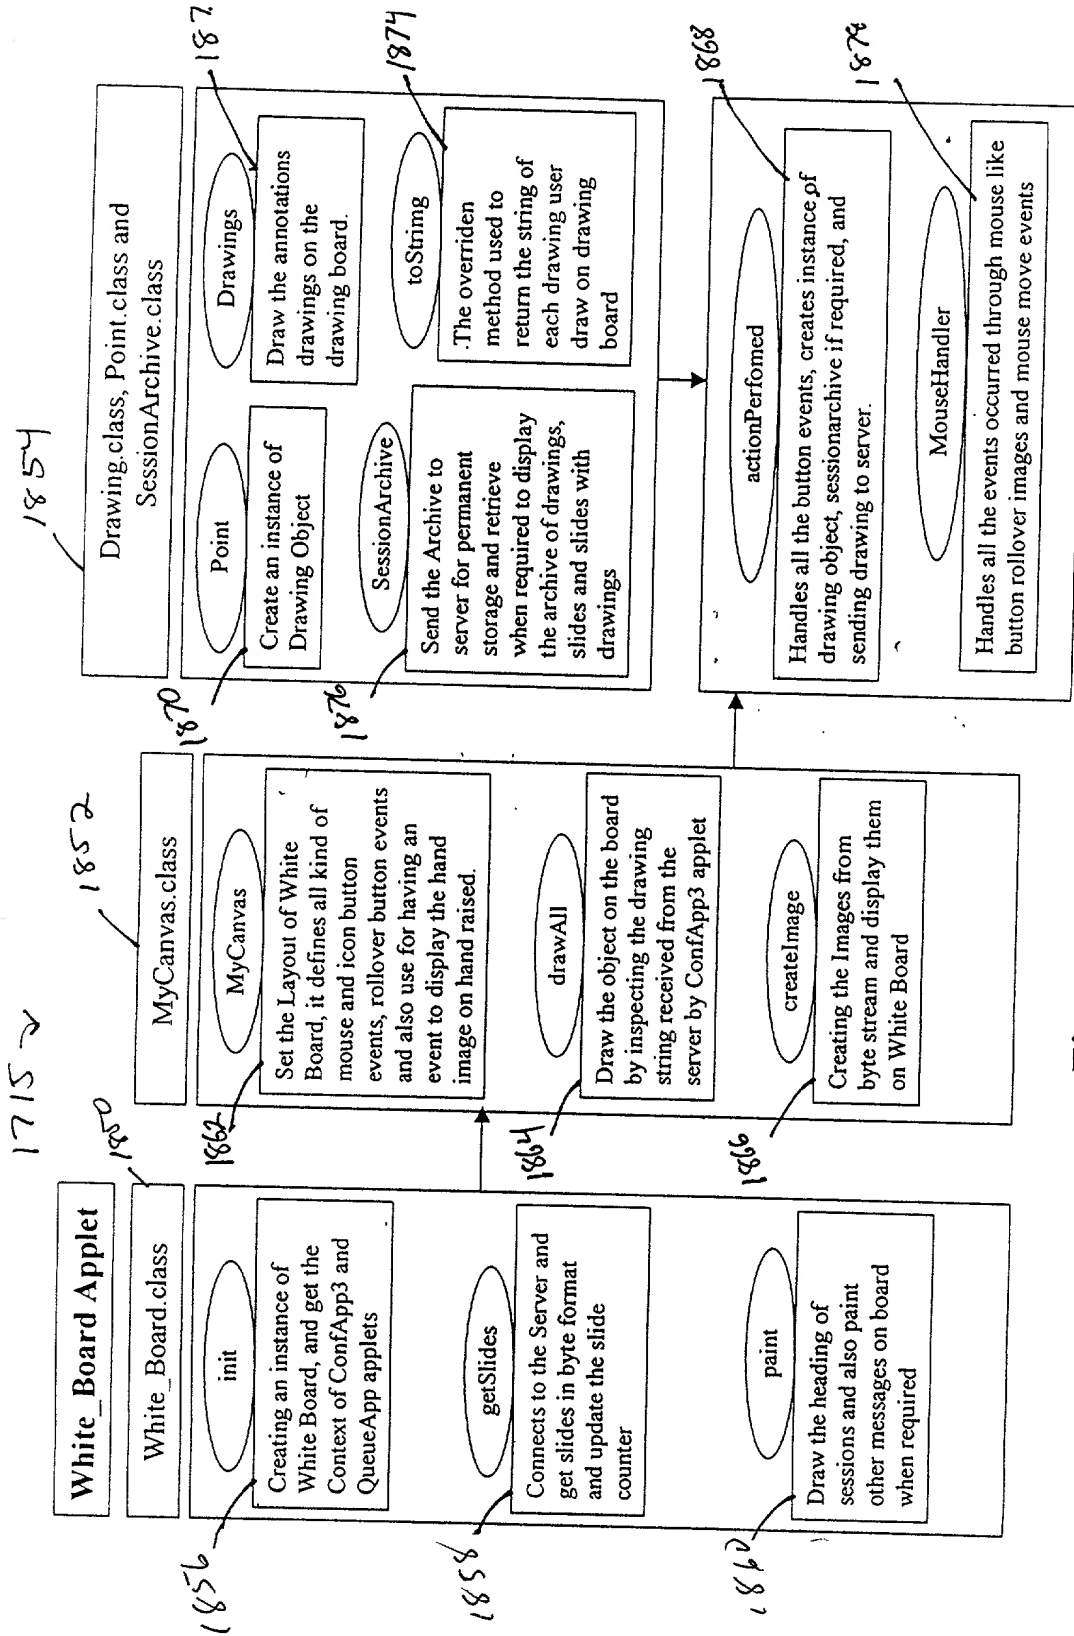 1715
White_Board Applet
1850
White_Board.class
init
1856
Creating an instance of
White Board, and get the
Context of ConfApp3 and
QueueApp applets
getSlides
1858
Connects to the Server and
get slides in byte format
and update the slide
counter
paint
1860
Draw the heading of
sessions and also paint
other messages on board
when required
1852
MyCanvas.class
MyCanvas
1862
Set the Layout of White
Board, it defines all kind of
mouse and icon button
events, rollover button events
and also use for having an
event to display the hand
image on hand raised.
drawAll
1864
Draw the object on the board
by inspecting the drawing
string received from the
server by ConfApp3 applet
createImage
1866
Creating the Images from
byte stream and display them
on White Board
1854
Drawing.class, Point.class and
SessionArchive.class
Point
1870
Create an instance of
Drawing Object
Drawings
Draw the annotations
drawings on the
drawing board.
SessionArchive
1876
Send the Archive to
server for permanent
storage and retrieve
when required to display
the archive of drawings,
slides and slides with
drawings
toString
1874
.The overriden
method used to
return the string of
each drawing user
draw on drawing
board
actionPerfomed
1868
Handles all the button events, creates instance of
drawing object, sessionarchive if required, and
sending drawing to server.
MouseHandler
Handles all the events occurred through mouse like
button rollover images and mouse move events